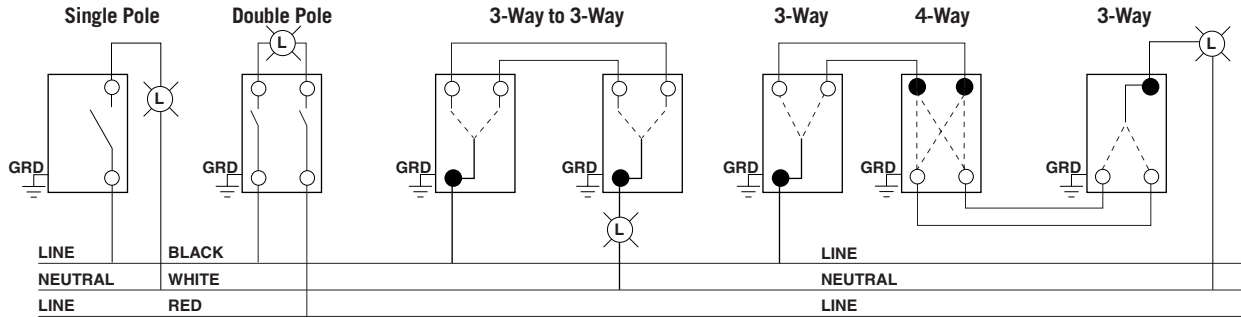 Single Pole Double Pole 3-Way to 3-Way 3-Way 4-Way 3-Way
L
L
L
GRD GRD GRD GRD GRD GRD GRD
L
LINE BLACK LINE
NEUTRAL WHITE NEUTRAL
LINE RED LINE